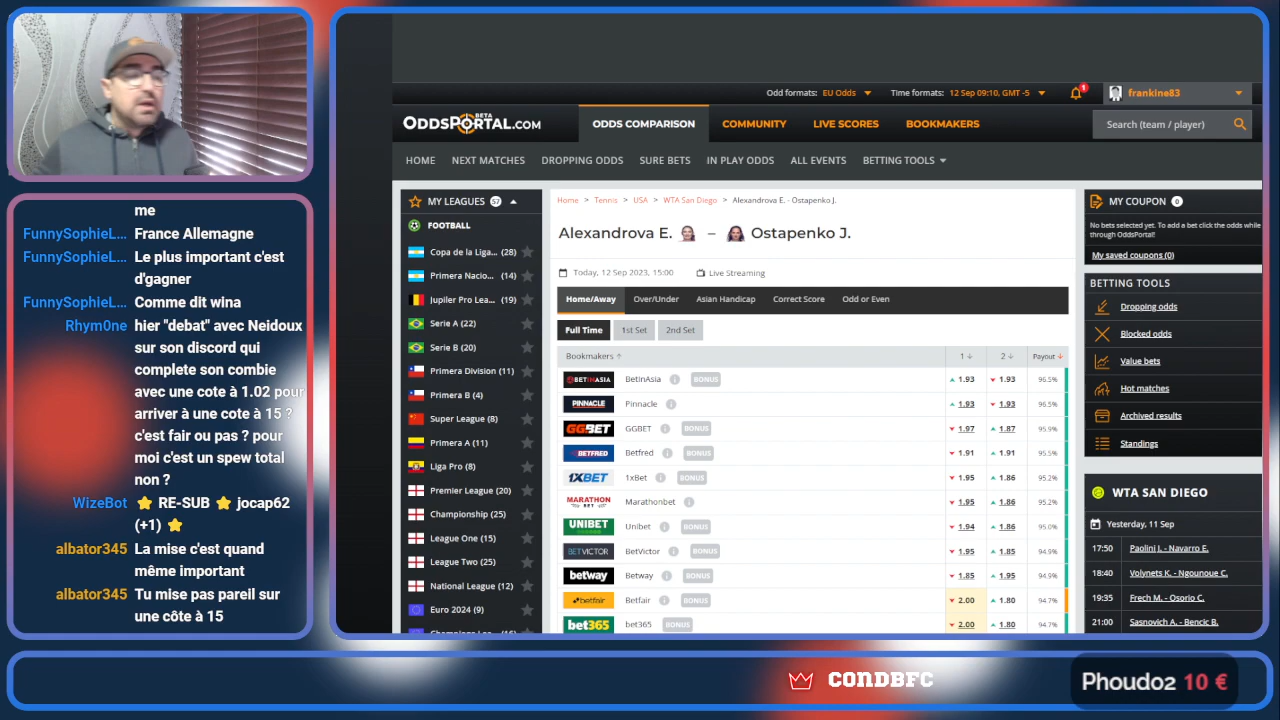 me
FunnySophieL... France Allemagne
FunnySophieL... Le plus important c'est
d'gagner
FunnySophieL... Comme dit wina
Rhym0ne hier "debat" avec Neidoux
sur son discord qui
complete son combie
avec une cote à 1.02 pour
arriver à une cote à 15 ?
c'est fair ou pas ? pour
moi c'est un spew total
non ?
WizeBot RE-SUB jocap62
(+1)
albator345 La mise c'est quand
même important
albator345 Tu mise pas pareil sur
une côte à 15
Odd formats: EU Odds Time formats: 12 Sep 09:10, GMT -5 1 frankine83
BETA
ODDSPORTAL.COM ODDS COMPARISON COMMUNITY LIVE SCORES BOOKMAKERS Search (team / player)
HOME NEXT MATCHES DROPPING ODDS SURE BETS IN PLAY ODDS ALL EVENTS BETTING TOOLS
MY LEAGUES 57
FOOTBALL
Copa de la Liga... (28)
Primera Nacio... (14)
Jupiler Pro Lea... (19)
Serie A (22)
Serie B (20)
Primera Division (11)
Primera B (4)
Super League (8)
Primera A (11)
Liga Pro (8)
Premier League (20)
Championship (25)
League One (15)
League Two (25)
National League (12)
Euro 2024 (9)
Home > Tennis > USA > WTA San Diego > Alexandrova E. - Ostapenko J.
Alexandrova E. – Ostapenko J.
Today, 12 Sep 2023, 15:00 Live Streaming
Home/Away Over/Under Asian Handicap Correct Score Odd or Even
Full Time 1st Set 2nd Set
Bookmakers 1 2 Payout
BETINASIA BetInAsia BONUS 1.93 1.93 96.5%
PINNACLE Pinnacle 1.93 1.93 96.5%
GG.BET GGBET BONUS 1.97 1.87 95.9%
BETFRED Betfred BONUS 1.91 1.91 95.5%
1XBET 1xBet BONUS 1.95 1.86 95.2%
MARATHON BET Marathonbet 1.95 1.86 95.2%
UNIBET Unibet BONUS 1.94 1.86 95.0%
BETVICTOR BetVictor BONUS 1.95 1.85 94.9%
betway Betway BONUS 1.85 1.95 94.9%
betfair Betfair BONUS 2.00 1.80 94.7%
bet365 bet365 BONUS 2.00 1.80 94.7%
MY COUPON 0
No bets selected yet. To add a bet click the odds while
through OddsPortal!
My saved coupons (0)
BETTING TOOLS
Dropping odds
Blocked odds
Value bets
Hot matches
Archived results
Standings
WTA SAN DIEGO
Yesterday, 11 Sep
17:50 Paolini J. - Navarro E.
18:40 Volynets K. - Ngounoue C.
19:35 Frech M. - Osorio C.
21:00 Sasnovich A. - Bencic B.
CONDBFC
Phoudo2 10 €